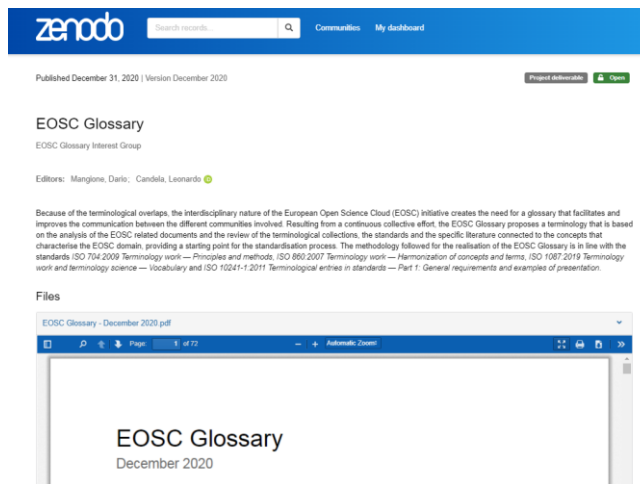 zenodo
Search records...
Communities
My dashboard
Published December 31, 2020 | Version December 2020
Project deliverable
Open
EOSC Glossary
EOSC Glossary Interest Group
Editors: Mangione, Dario; Candela, Leonardo
Because of the terminological overlaps, the interdisciplinary nature of the European Open Science Cloud (EOSC) initiative creates the need for a glossary that facilitates and
improves the communication between the different communities involved. Resulting from a continuous collective effort, the EOSC Glossary proposes a terminology that is based
on the analysis of the EOSC related documents and the review of the terminological collections, the standards and the specific literature connected to the concepts that
characterise the EOSC domain, providing a starting point for the standardisation process. The methodology followed for the realisation of the EOSC Glossary is in line with the
standards ISO 704:2009 Terminology work — Principles and methods, ISO 860:2007 Terminology work — Harmonization of concepts and terms, ISO 1087:2019 Terminology
work and terminology science — Vocabulary and ISO 10241-1:2011 Terminological entries in standards — Part 1: General requirements and examples of presentation.
Files
EOSC Glossary - December 2020.pdf
Page: 1 of 72
Automatic Zoom
EOSC Glossary
December 2020